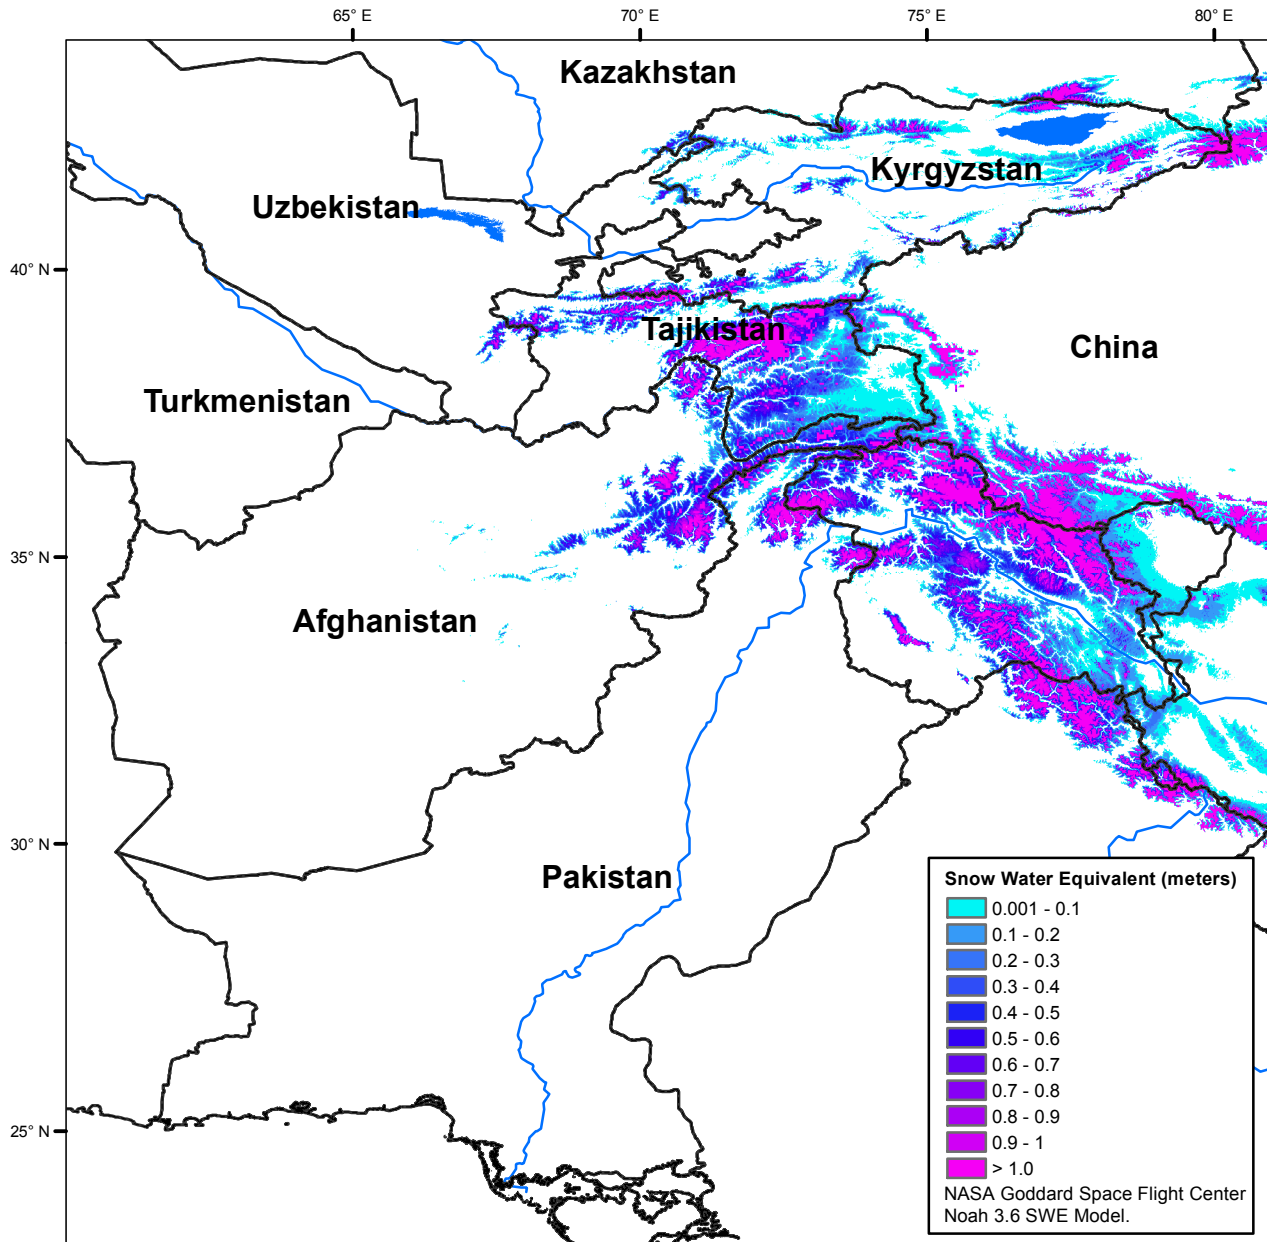 65° E
70° E
75° E
80° E
Kazakhstan
Kyrgyzstan
Uzbekistan
40° N
Tajikistan
China
Turkmenistan
35° N
Afghanistan
30° N
Pakistan
25° N
Snow Water Equivalent (meters)
0.001 - 0.1
0.1 - 0.2
0.2 - 0.3
0.3 - 0.4
0.4 - 0.5
0.5 - 0.6
0.6 - 0.7
0.7 - 0.8
0.8 - 0.9
0.9 - 1
> 1.0
NASA Goddard Space Flight Center
Noah 3.6 SWE Model.